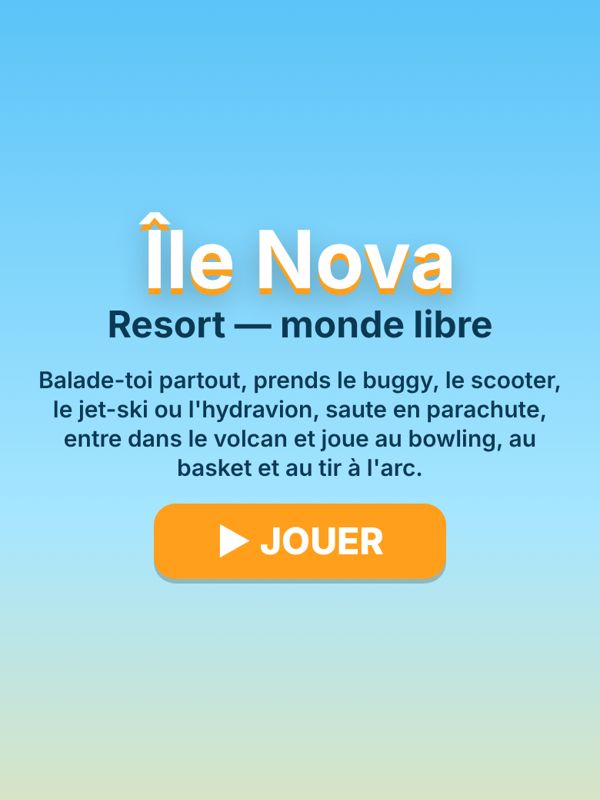 Île Nova
Resort — monde libre
Balade-toi partout, prends le buggy, le scooter,
le jet-ski ou l'hydravion, saute en parachute,
entre dans le volcan et joue au bowling, au
basket et au tir à l'arc.
▶ JOUER